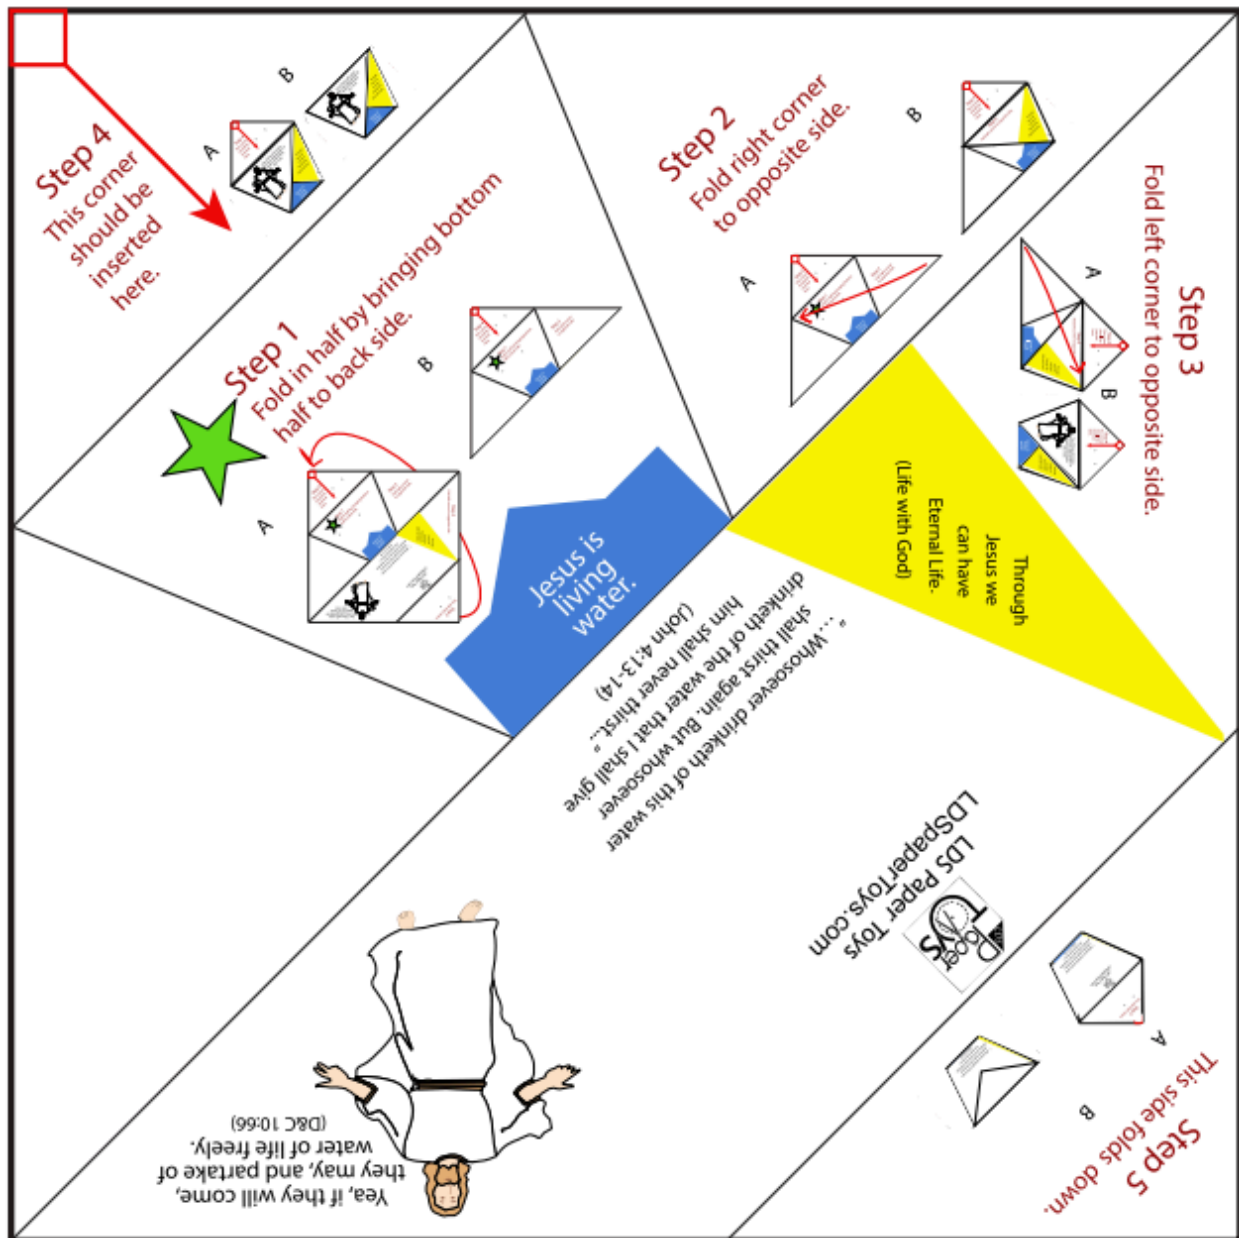 Step 4
This corner
should be
inserted
here.
A
B
Step 1
Fold in half by bringing bottom
half to back side.
A
B
Step 2
Fold right corner
to opposite side.
A
B
Step 3
Fold left corner to opposite side.
A
B
Jesus is
living
water.
Through
Jesus we
can have
Eternal Life.
(Life with God)
“... Whosoever drinketh of this water
shall thirst again. But whosoever
drinketh of the water that I shall give
him shall never thirst...“
(John 4:13-14)
LDS Paper Toys
LDSpaperToys.com
Paper
Toys
Step 5
This side folds down.
A
B
Yea, if they will come,
they may, and partake of
water of life freely.
(D&C 10:66)